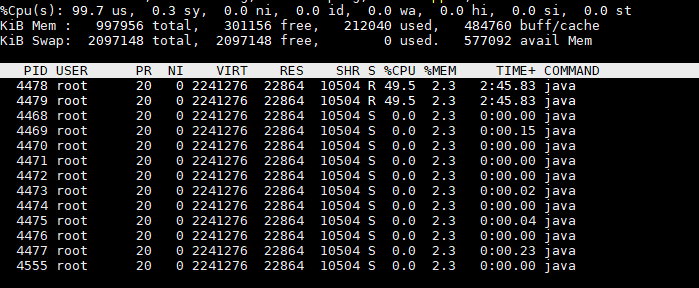 %Cpu(s): 99.7 us,  0.3 sy,  0.0 ni,  0.0 id,  0.0 wa,  0.0 hi,  0.0 si,  0.0 st
KiB Mem :   997956 total,   301156 free,   212040 used,   484760 buff/cache
KiB Swap:  2097148 total,  2097148 free,        0 used.   577092 avail Mem
PID USER      PR  NI    VIRT    RES    SHR S %CPU %MEM     TIME+ COMMAND
4478 root      20   0 2241276  22864  10504 R 49.5  2.3   2:45.83 java
4479 root      20   0 2241276  22864  10504 R 49.5  2.3   2:45.83 java
4468 root      20   0 2241276  22864  10504 S  0.0  2.3   0:00.00 java
4469 root      20   0 2241276  22864  10504 S  0.0  2.3   0:00.15 java
4470 root      20   0 2241276  22864  10504 S  0.0  2.3   0:00.00 java
4471 root      20   0 2241276  22864  10504 S  0.0  2.3   0:00.00 java
4472 root      20   0 2241276  22864  10504 S  0.0  2.3   0:00.00 java
4473 root      20   0 2241276  22864  10504 S  0.0  2.3   0:00.02 java
4474 root      20   0 2241276  22864  10504 S  0.0  2.3   0:00.00 java
4475 root      20   0 2241276  22864  10504 S  0.0  2.3   0:00.04 java
4476 root      20   0 2241276  22864  10504 S  0.0  2.3   0:00.00 java
4477 root      20   0 2241276  22864  10504 S  0.0  2.3   0:00.23 java
4555 root      20   0 2241276  22864  10504 S  0.0  2.3   0:00.00 java